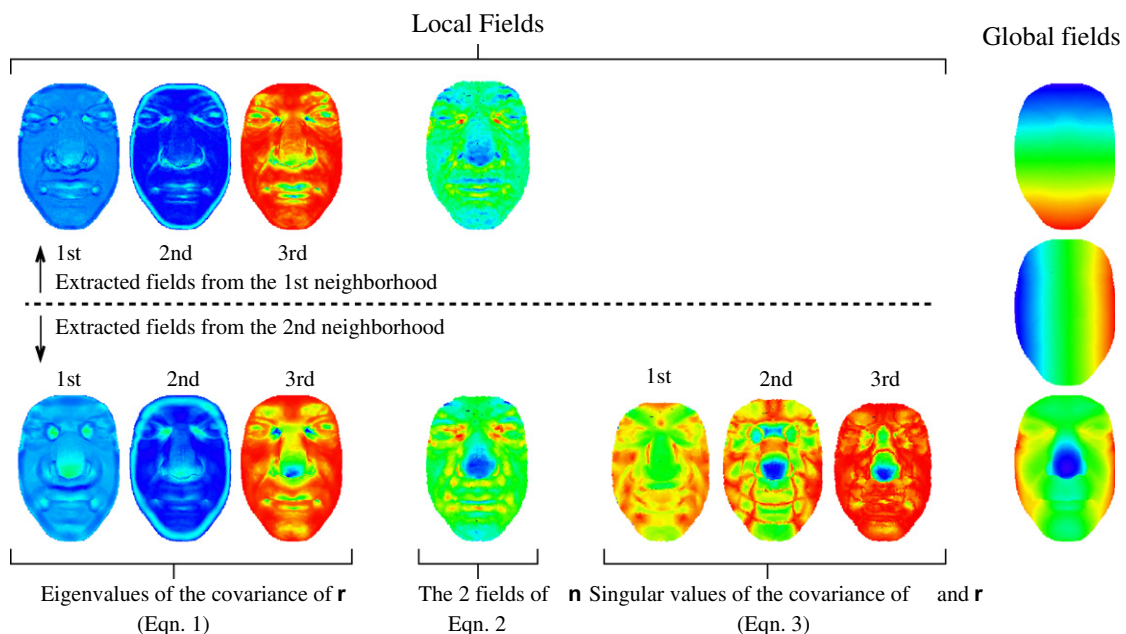 Local Fields
Global fields
1st 2nd 3rd
Extracted fields from the 1st neighborhood
Extracted fields from the 2nd neighborhood
1st 2nd 3rd 1st 2nd 3rd
Eigenvalues of the covariance of r
(Eqn. 1)
The 2 fields of
Eqn. 2
n Singular values of the covariance of and r
(Eqn. 3)